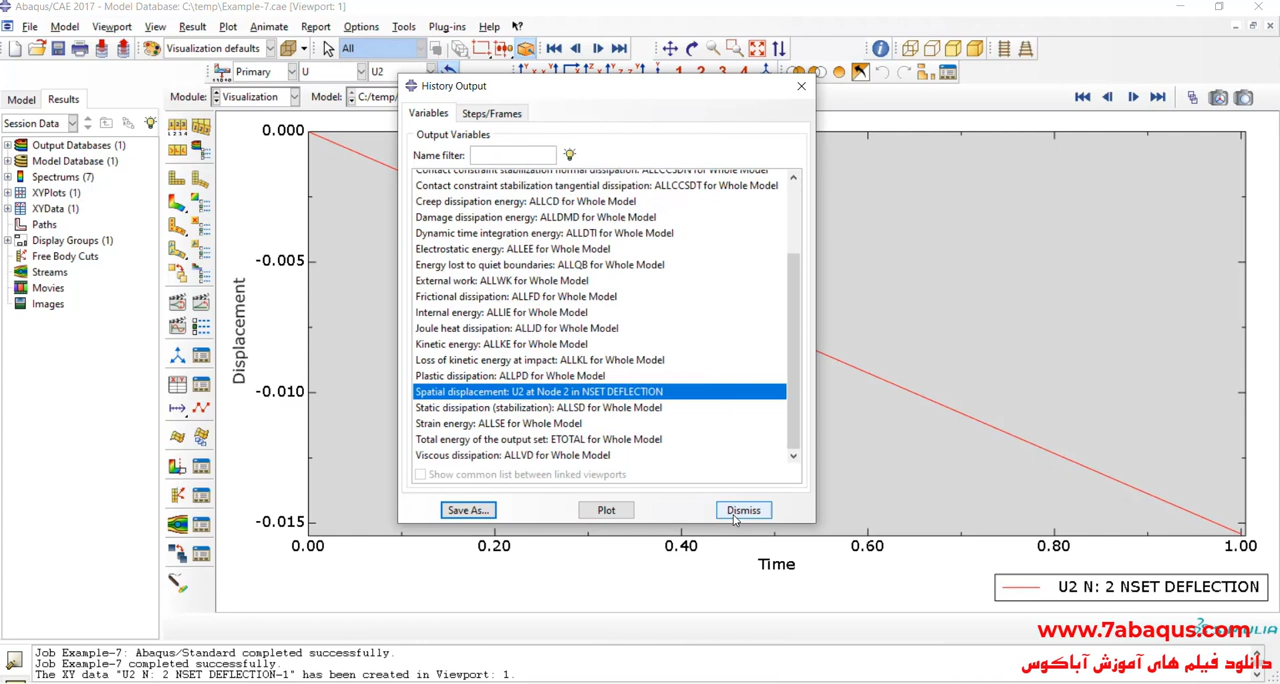 Abaqus/CAE 2017 - Model Database: C:\temp\Example-7.cae [Viewport: 1]
File Model Viewport View Result Plot Animate Report Options Tools Plug-ins Help
Visualization defaults All
Primary U U2
Model Results Module: Visualization Model: C:/temp/
Session Data
Output Databases (1)
Model Database (1)
Spectrums (7)
XYPlots (1)
XYData (1)
Paths
Display Groups (1)
Free Body Cuts
Streams
Movies
Images
History Output
Variables Steps/Frames
Output Variables
Name filter:
Contact constraint stabilization normal dissipation: ALLCCSDN for Whole Model
Contact constraint stabilization tangential dissipation: ALLCCSDT for Whole Model
Creep dissipation energy: ALLCD for Whole Model
Damage dissipation energy: ALLDMD for Whole Model
Dynamic time integration energy: ALLDTI for Whole Model
Electrostatic energy: ALLEE for Whole Model
Energy lost to quiet boundaries: ALLQB for Whole Model
External work: ALLWK for Whole Model
Frictional dissipation: ALLFD for Whole Model
Internal energy: ALLIE for Whole Model
Joule heat dissipation: ALLJD for Whole Model
Kinetic energy: ALLKE for Whole Model
Loss of kinetic energy at impact: ALLKL for Whole Model
Plastic dissipation: ALLPD for Whole Model
Spatial displacement: U2 at Node 2 in NSET DEFLECTION
Static dissipation (stabilization): ALLSD for Whole Model
Strain energy: ALLSE for Whole Model
Total energy of the output set: ETOTAL for Whole Model
Viscous dissipation: ALLVD for Whole Model
Show common list between linked viewports
Save As... Plot Dismiss
0.000
-0.005
-0.010
-0.015
Displacement
0.00 0.20 0.40 0.60 0.80 1.00
Time
U2 N: 2 NSET DEFLECTION
www.7abaqus.com
دانلود فیلم های آموزش آباکوس
Job Example-7: Abaqus/Standard completed successfully.
Job Example-7 completed successfully.
The XY data "U2 N: 2 NSET DEFLECTION-1" has been created in Viewport: 1.